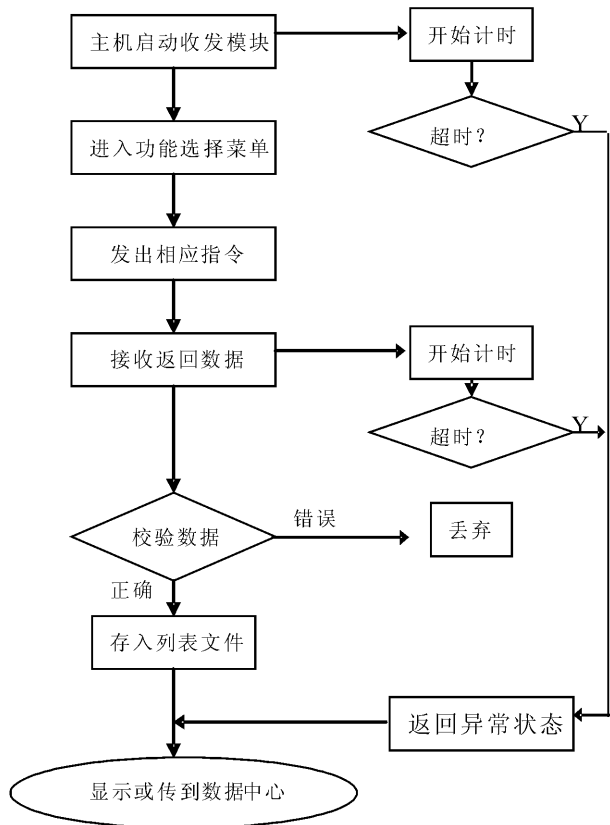 主机启动收发模块
开始计时
超时？
Y
进入功能选择菜单
发出相应指令
接收返回数据
开始计时
超时？
Y
校验数据
错误
丢弃
正确
存入列表文件
返回异常状态
显示或传到数据中心